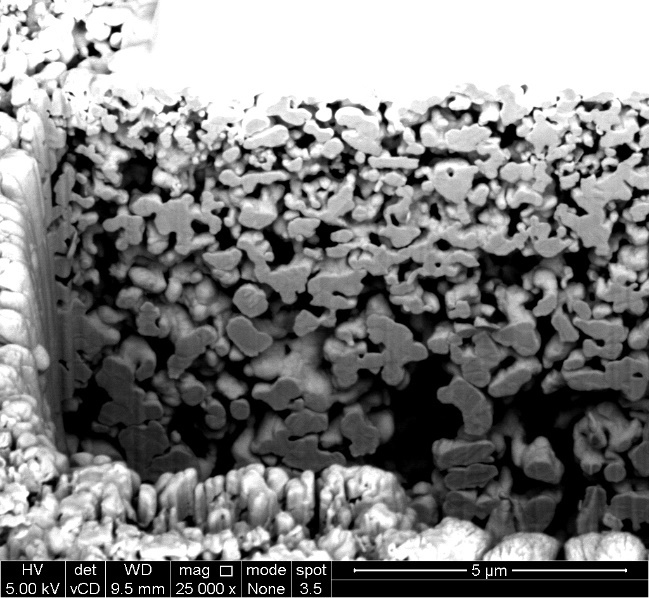 HV det WD mag □ mode spot
5.00 kV vCD 9.5 mm 25 000 x None 3.5 5 µm